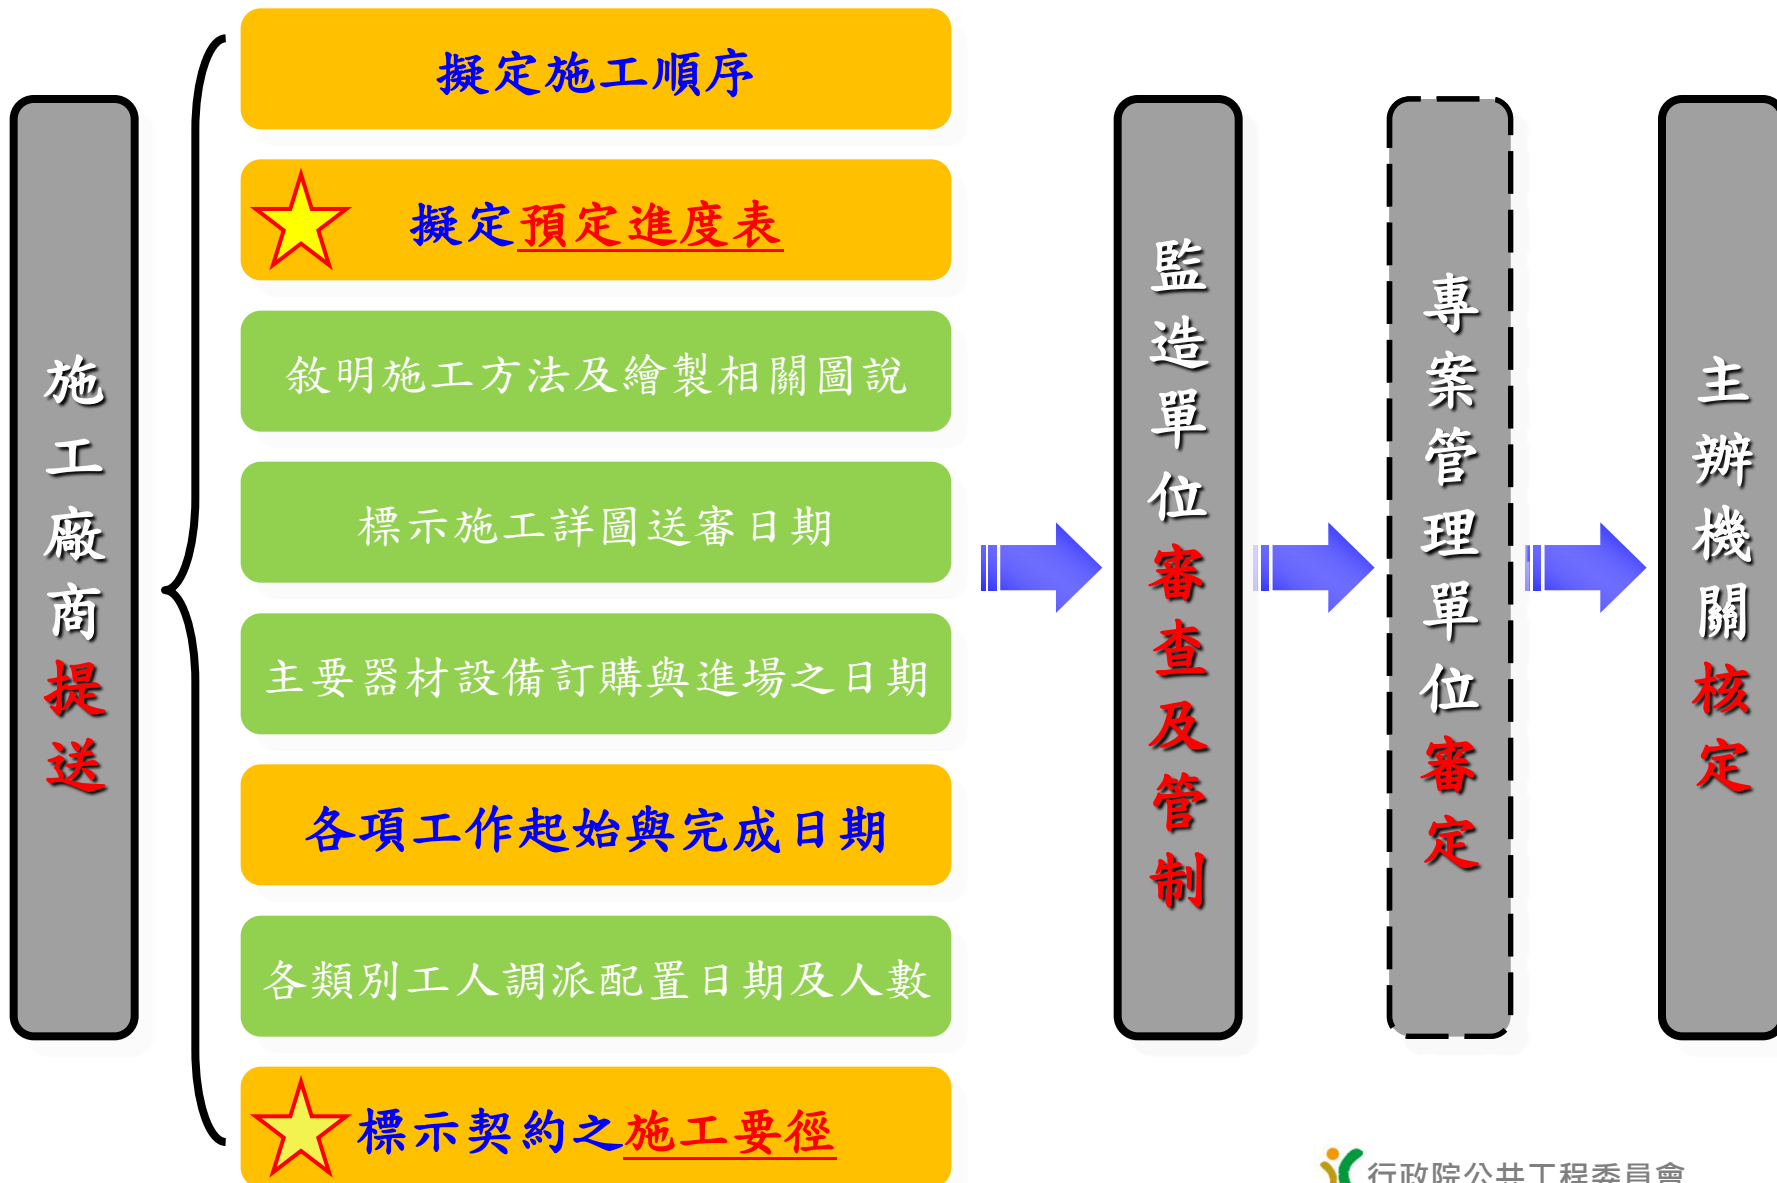 施工廠商提送
擬定施工順序
擬定預定進度表
敘明施工方法及繪製相關圖說
標示施工詳圖送審日期
主要器材設備訂購與進場之日期
各項工作起始與完成日期
各類別工人調派配置日期及人數
標示契約之施工要徑
監造單位審查及管制
專案管理單位審定
主辦機關核定
行政院公共工程委員會